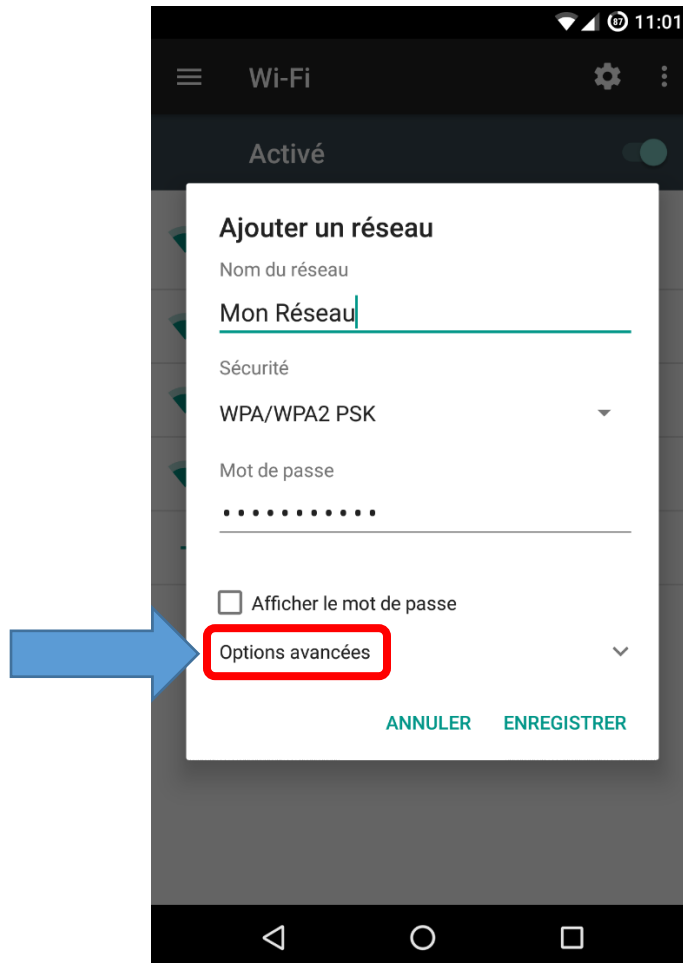 87 11:01
Wi-Fi
Activé
Ajouter un réseau
Nom du réseau
Mon Réseau
Sécurité
WPA/WPA2 PSK
Mot de passe
• • • • • • • • • • •
Afficher le mot de passe
Options avancées
ANNULER ENREGISTRER